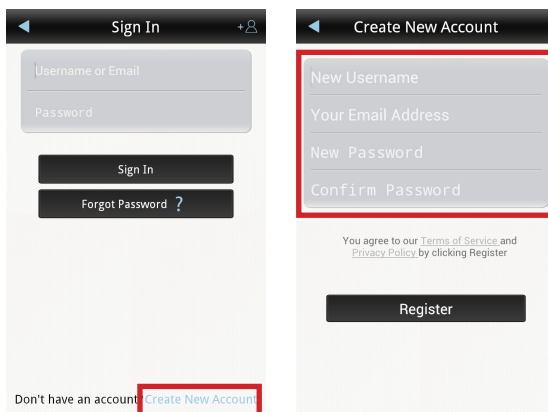 Sign In
Username or Email
Password
Sign In
Forgot Password ?
Don't have an account?Create New Account
Create New Account
New Username
Your Email Address
New Password
Confirm Password
You agree to our Terms of Service and
Privacy Policy by clicking Register
Register